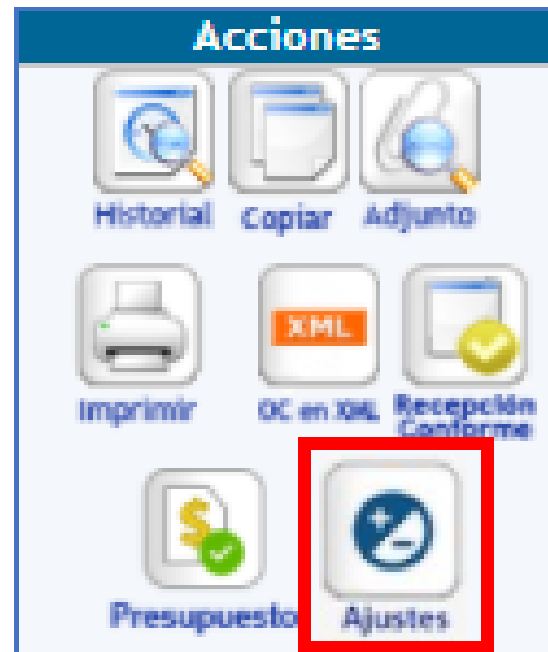 Acciones
Historial Copiar Adjunto
XML
Imprimir OC en XML Recepción
Conforme
$
Presupuesto Ajustes